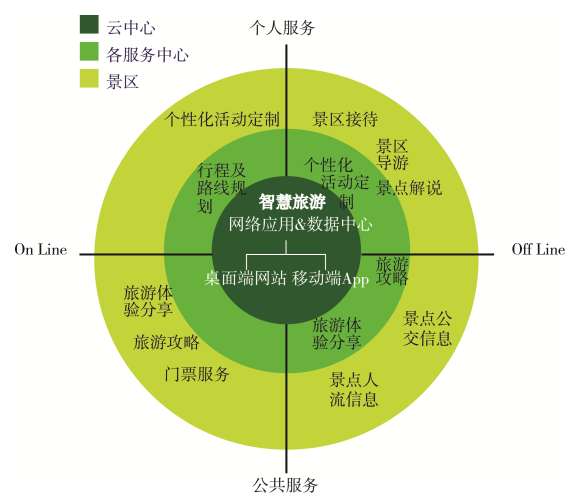 云中心
各服务中心
景区
个人服务
个性化活动定制
景区接待
景区
导游
景点解说
行程及
路线规
划
个性化
活动定
制
智慧旅游
网络应用&数据中心
On Line
Off Line
桌面端网站 移动端App
旅游
攻略
旅游体
验分享
旅游攻略
门票服务
旅游体
验分享
景点公
交信息
景点人
流信息
公共服务